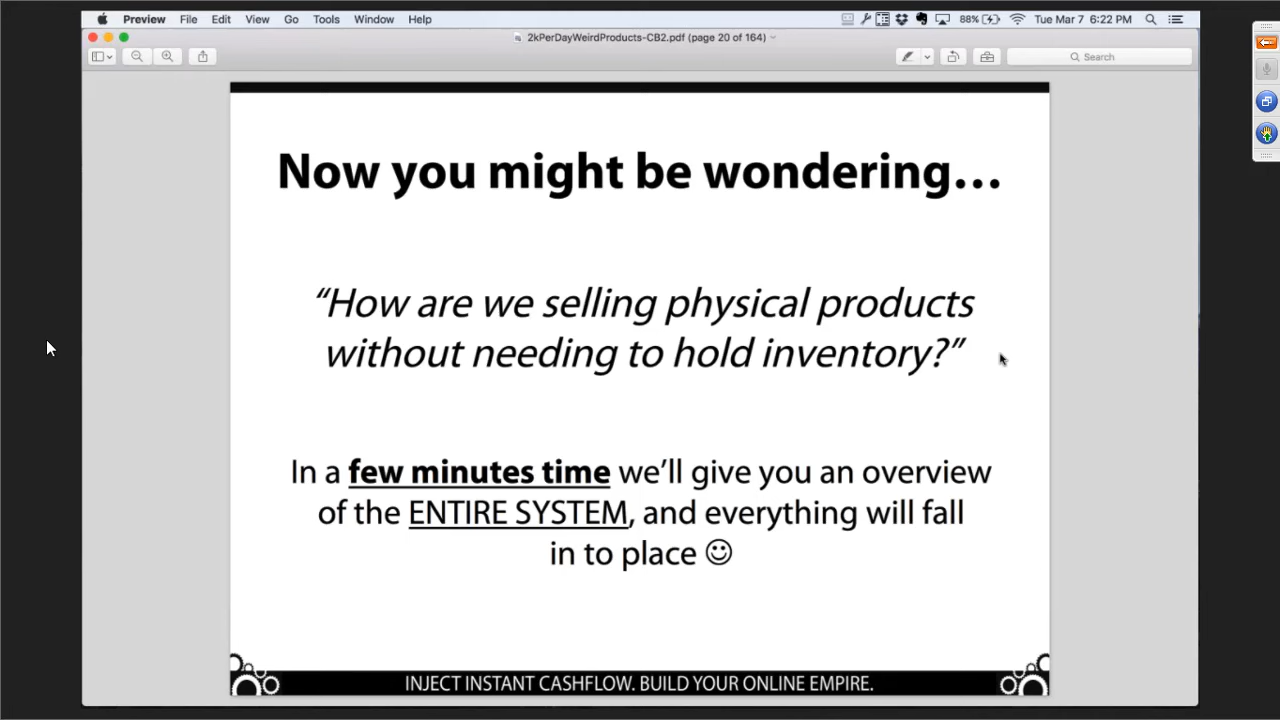 Preview File Edit View Go Tools Window Help 88% Tue Mar 7 6:22 PM
2kPerDayWeirdProducts-CB2.pdf (page 20 of 164)
Search
Now you might be wondering…
“How are we selling physical products
without needing to hold inventory?”
In a few minutes time we’ll give you an overview
of the ENTIRE SYSTEM, and everything will fall
in to place ☺
INJECT INSTANT CASHFLOW. BUILD YOUR ONLINE EMPIRE.